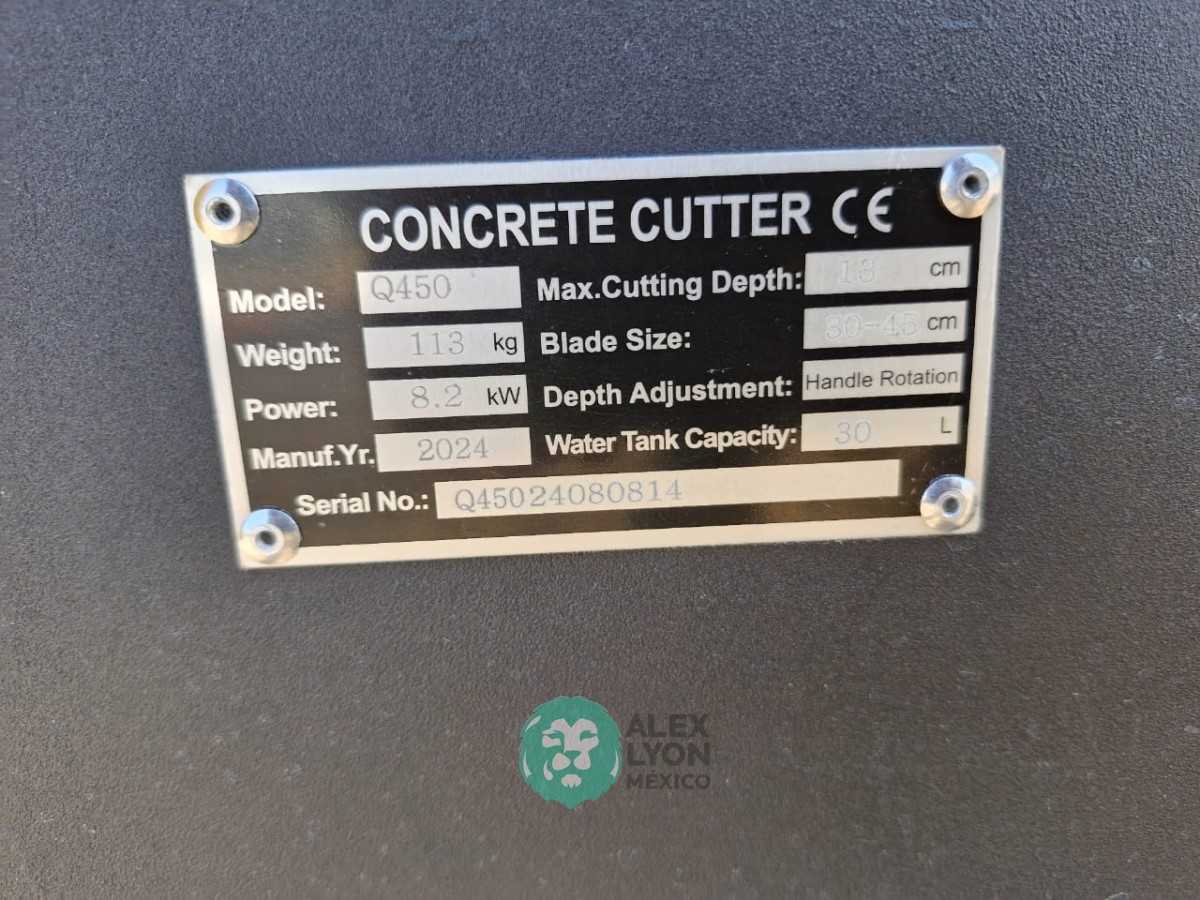 CONCRETE CUTTER CE
Model: Q450 Max.Cutting Depth: 13 cm
Weight: 113 kg Blade Size: 30-45 cm
Power: 8.2 kW Depth Adjustment: Handle Rotation
Manuf.Yr. 2024 Water Tank Capacity: 30 L
Serial No.: Q45024080814
ALEX
LYON
MÉXICO